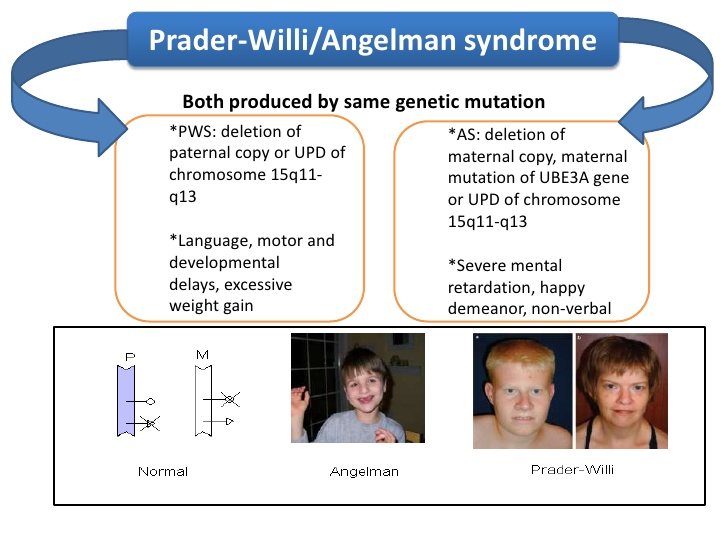 Prader-Willi/Angelman syndrome
Both produced by same genetic mutation
*PWS: deletion of
paternal copy or UPD of
chromosome 15q11-
q13
*Language, motor and
developmental
delays, excessive
weight gain
*AS: deletion of
maternal copy, maternal
mutation of UBE3A gene
or UPD of chromosome
15q11-q13
*Severe mental
retardation, happy
demeanor, non-verbal
P M
a b
Normal
Angelman
Prader-Willi